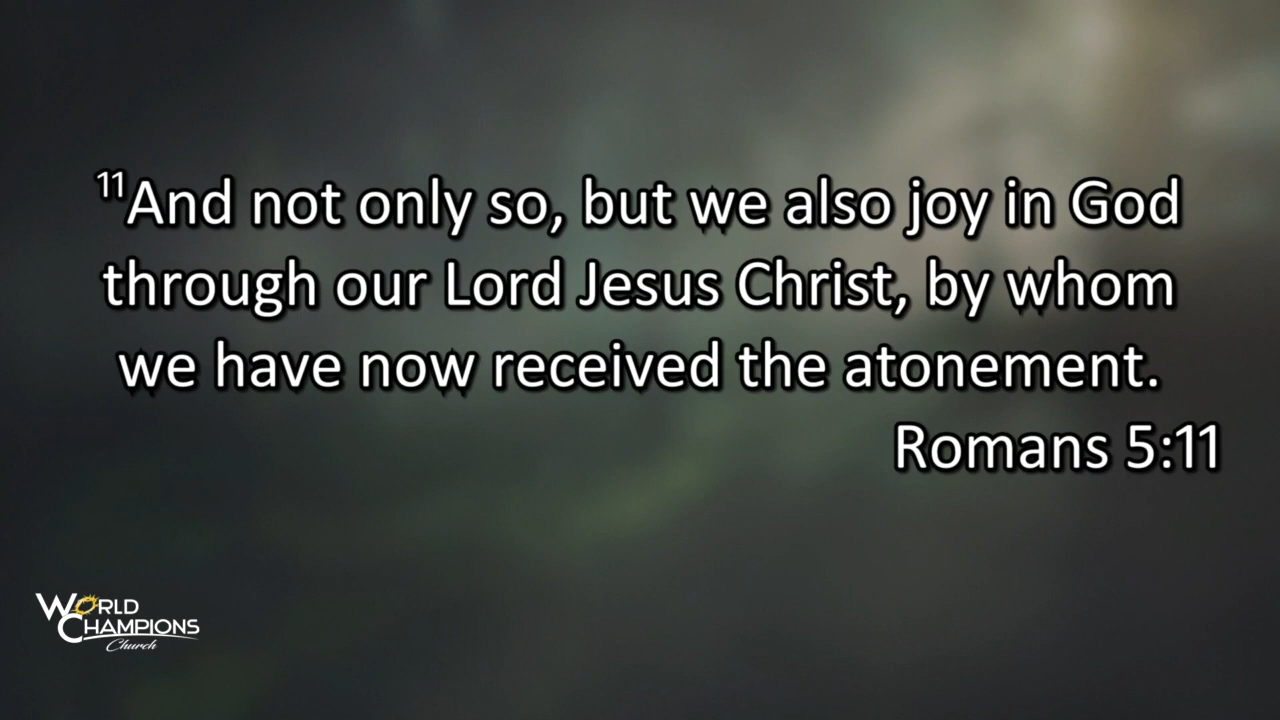 ¹¹And not only so, but we also joy in God
through our Lord Jesus Christ, by whom
we have now received the atonement.
Romans 5:11
WORLD
CHAMPIONS
Church